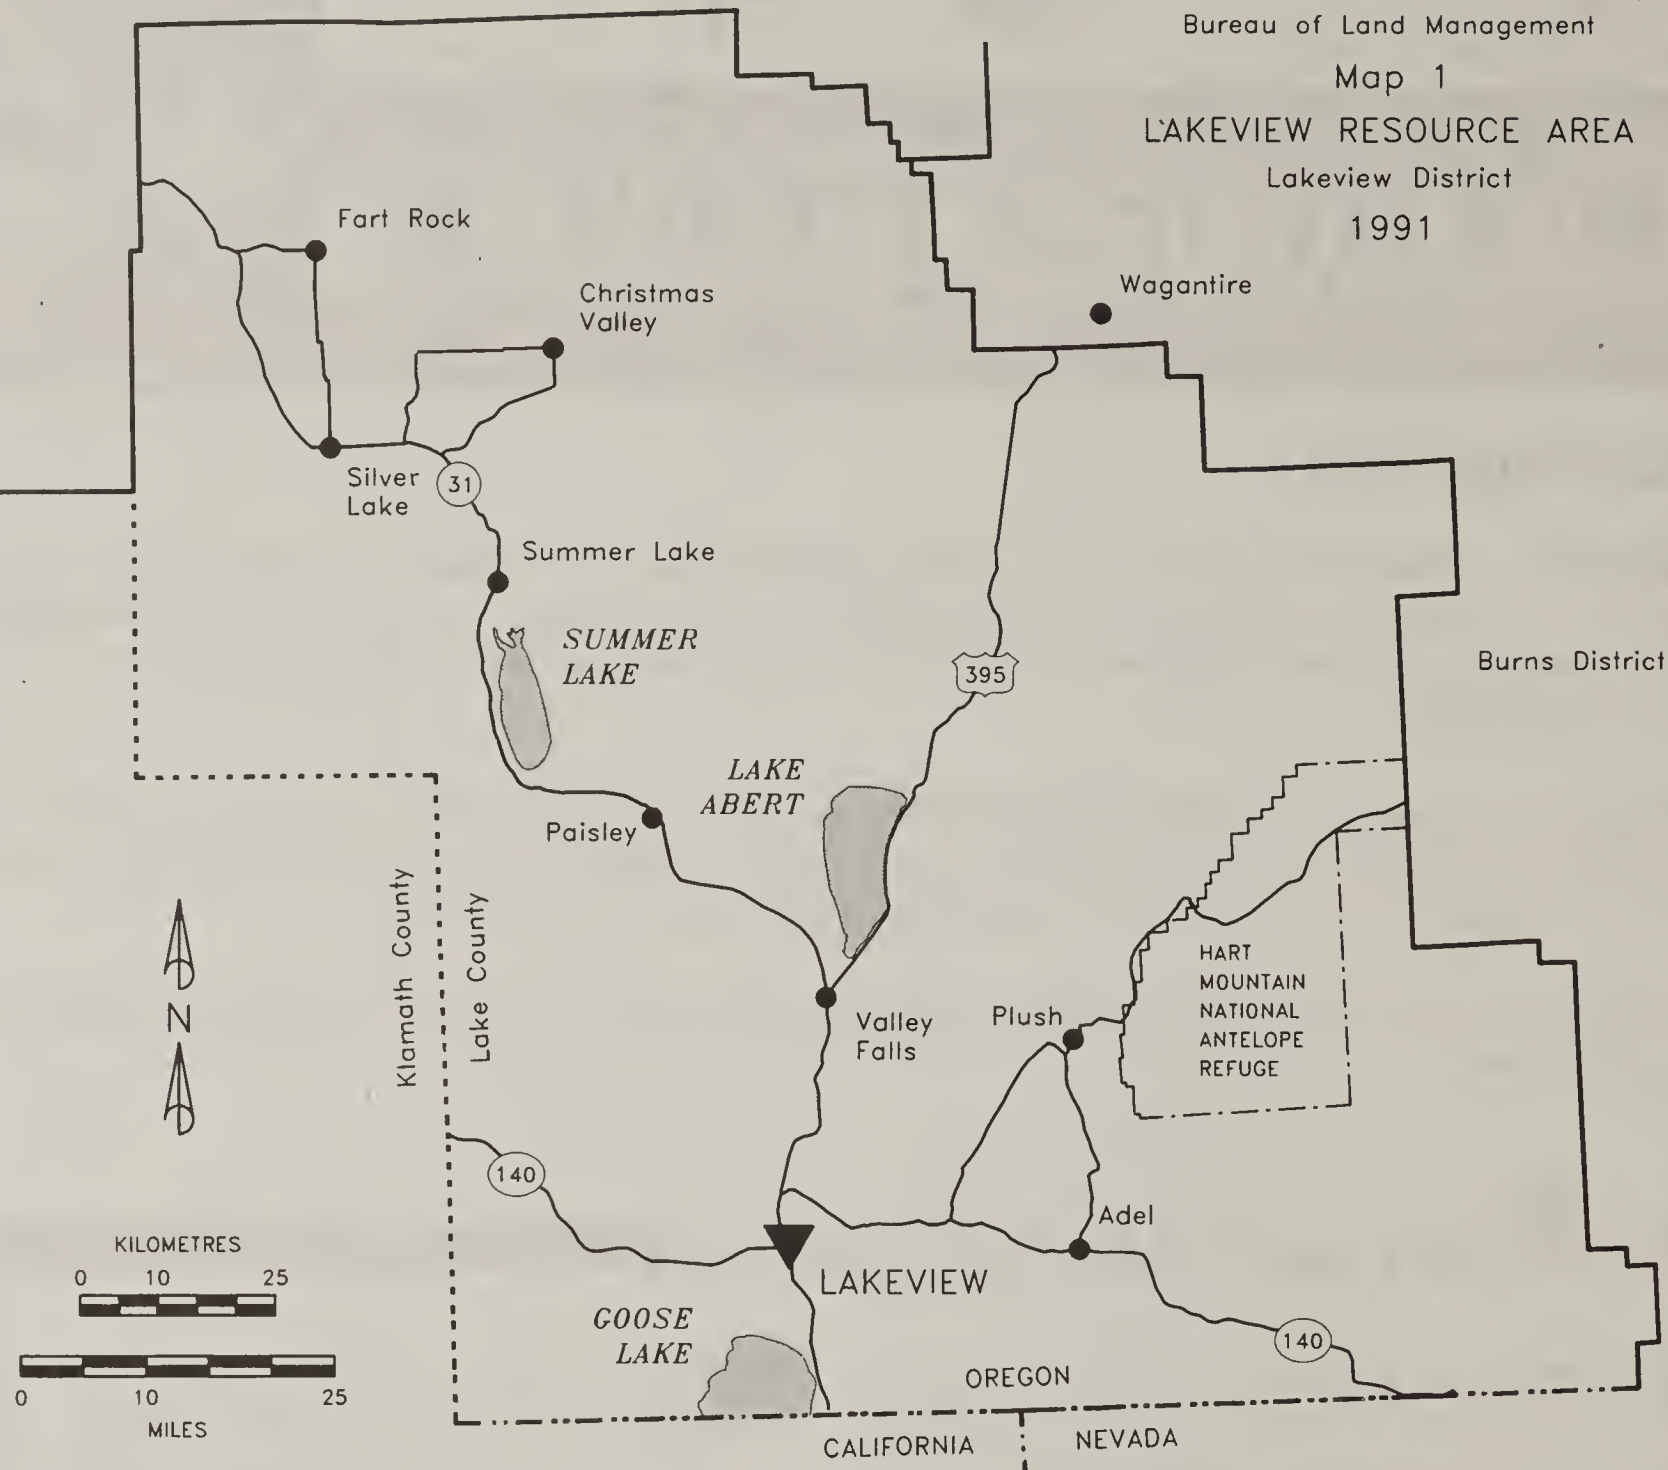 Bureau of Land Management
Map 1
LAKEVIEW RESOURCE AREA
Lakeview District
1991
Fart Rock
Christmas
Valley
Wagantire
Silver
Lake
31
Summer Lake
SUMMER
LAKE
395
Burns District
LAKE
ABERT
Paisley
Klamath County
Lake County
HART
MOUNTAIN
NATIONAL
ANTELOPE
REFUGE
N
Valley
Falls
Plush
140
Adel
LAKEVIEW
KILOMETRES
0 10 25
GOOSE
LAKE
140
0 10 25
MILES
OREGON
CALIFORNIA
NEVADA